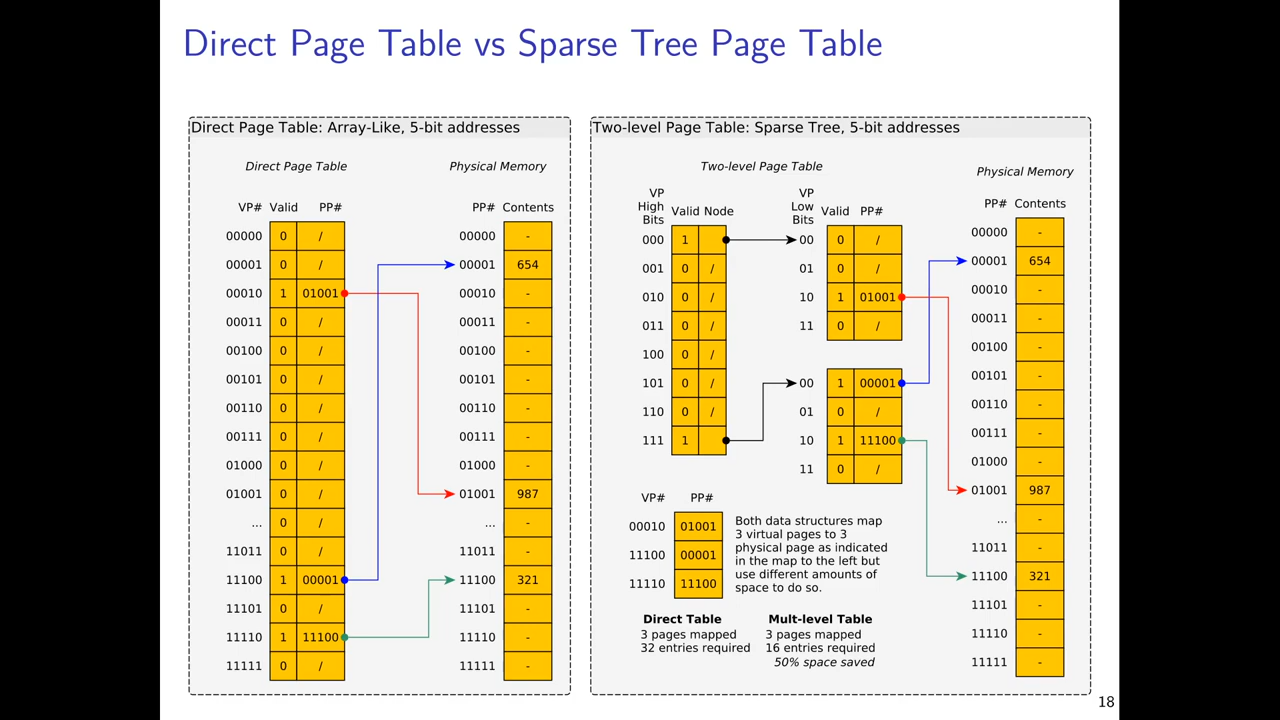 Direct Page Table vs Sparse Tree Page Table
Direct Page Table: Array-Like, 5-bit addresses
Direct Page Table Physical Memory
VP# Valid PP# PP# Contents
00000 0 / 00000 -
00001 0 / 00001 654
00010 1 01001 00010 -
00011 0 / 00011 -
00100 0 / 00100 -
00101 0 / 00101 -
00110 0 / 00110 -
00111 0 / 00111 -
01000 0 / 01000 -
01001 0 / 01001 987
... 0 / ... -
11011 0 / 11011 -
11100 1 00001 11100 321
11101 0 / 11101 -
11110 1 11100 11110 -
11111 0 / 11111 -
Two-level Page Table: Sparse Tree, 5-bit addresses
Two-level Page Table
VP
High
Bits
Valid Node
000 1
001 0 /
010 0 /
011 0 /
100 0 /
101 0 /
110 0 /
111 1
VP
Low
Bits
Valid PP#
00 0 /
01 0 /
10 1 01001
11 0 /
00 1 00001
01 0 /
10 1 11100
11 0 /
Physical Memory
PP# Contents
00000 -
00001 654
00010 -
00011 -
00100 -
00101 -
00110 -
00111 -
01000 -
01001 987
... -
11011 -
11100 321
11101 -
11110 -
11111 -
VP# PP#
00010 01001
11100 00001
11110 11100
Both data structures map
3 virtual pages to 3
physical page as indicated
in the map to the left but
use different amounts of
space to do so.
Direct Table
3 pages mapped
32 entries required
Mult-level Table
3 pages mapped
16 entries required
50% space saved
18